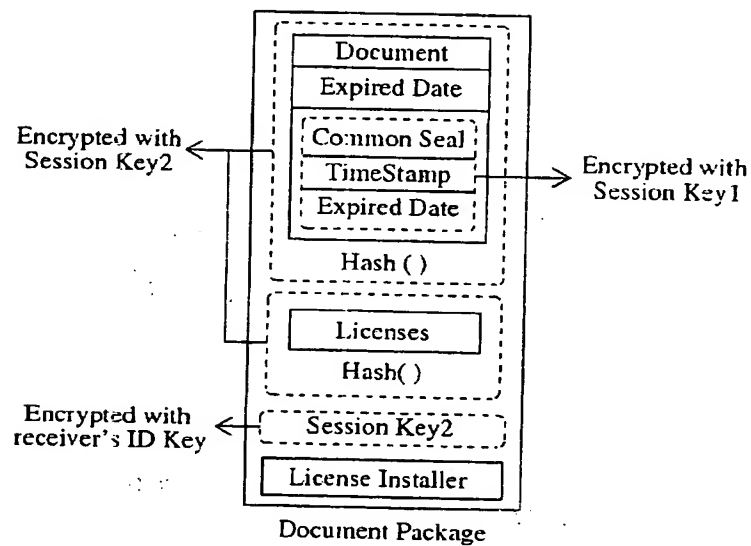 Document
Expired Date
Encrypted with
Session Key2
Common Seal
TimeStamp
Expired Date
Encrypted with
Session Key1
Hash ( )
Licenses
Hash( )
Encrypted with
receiver's ID Key
Session Key2
License Installer
Document Package